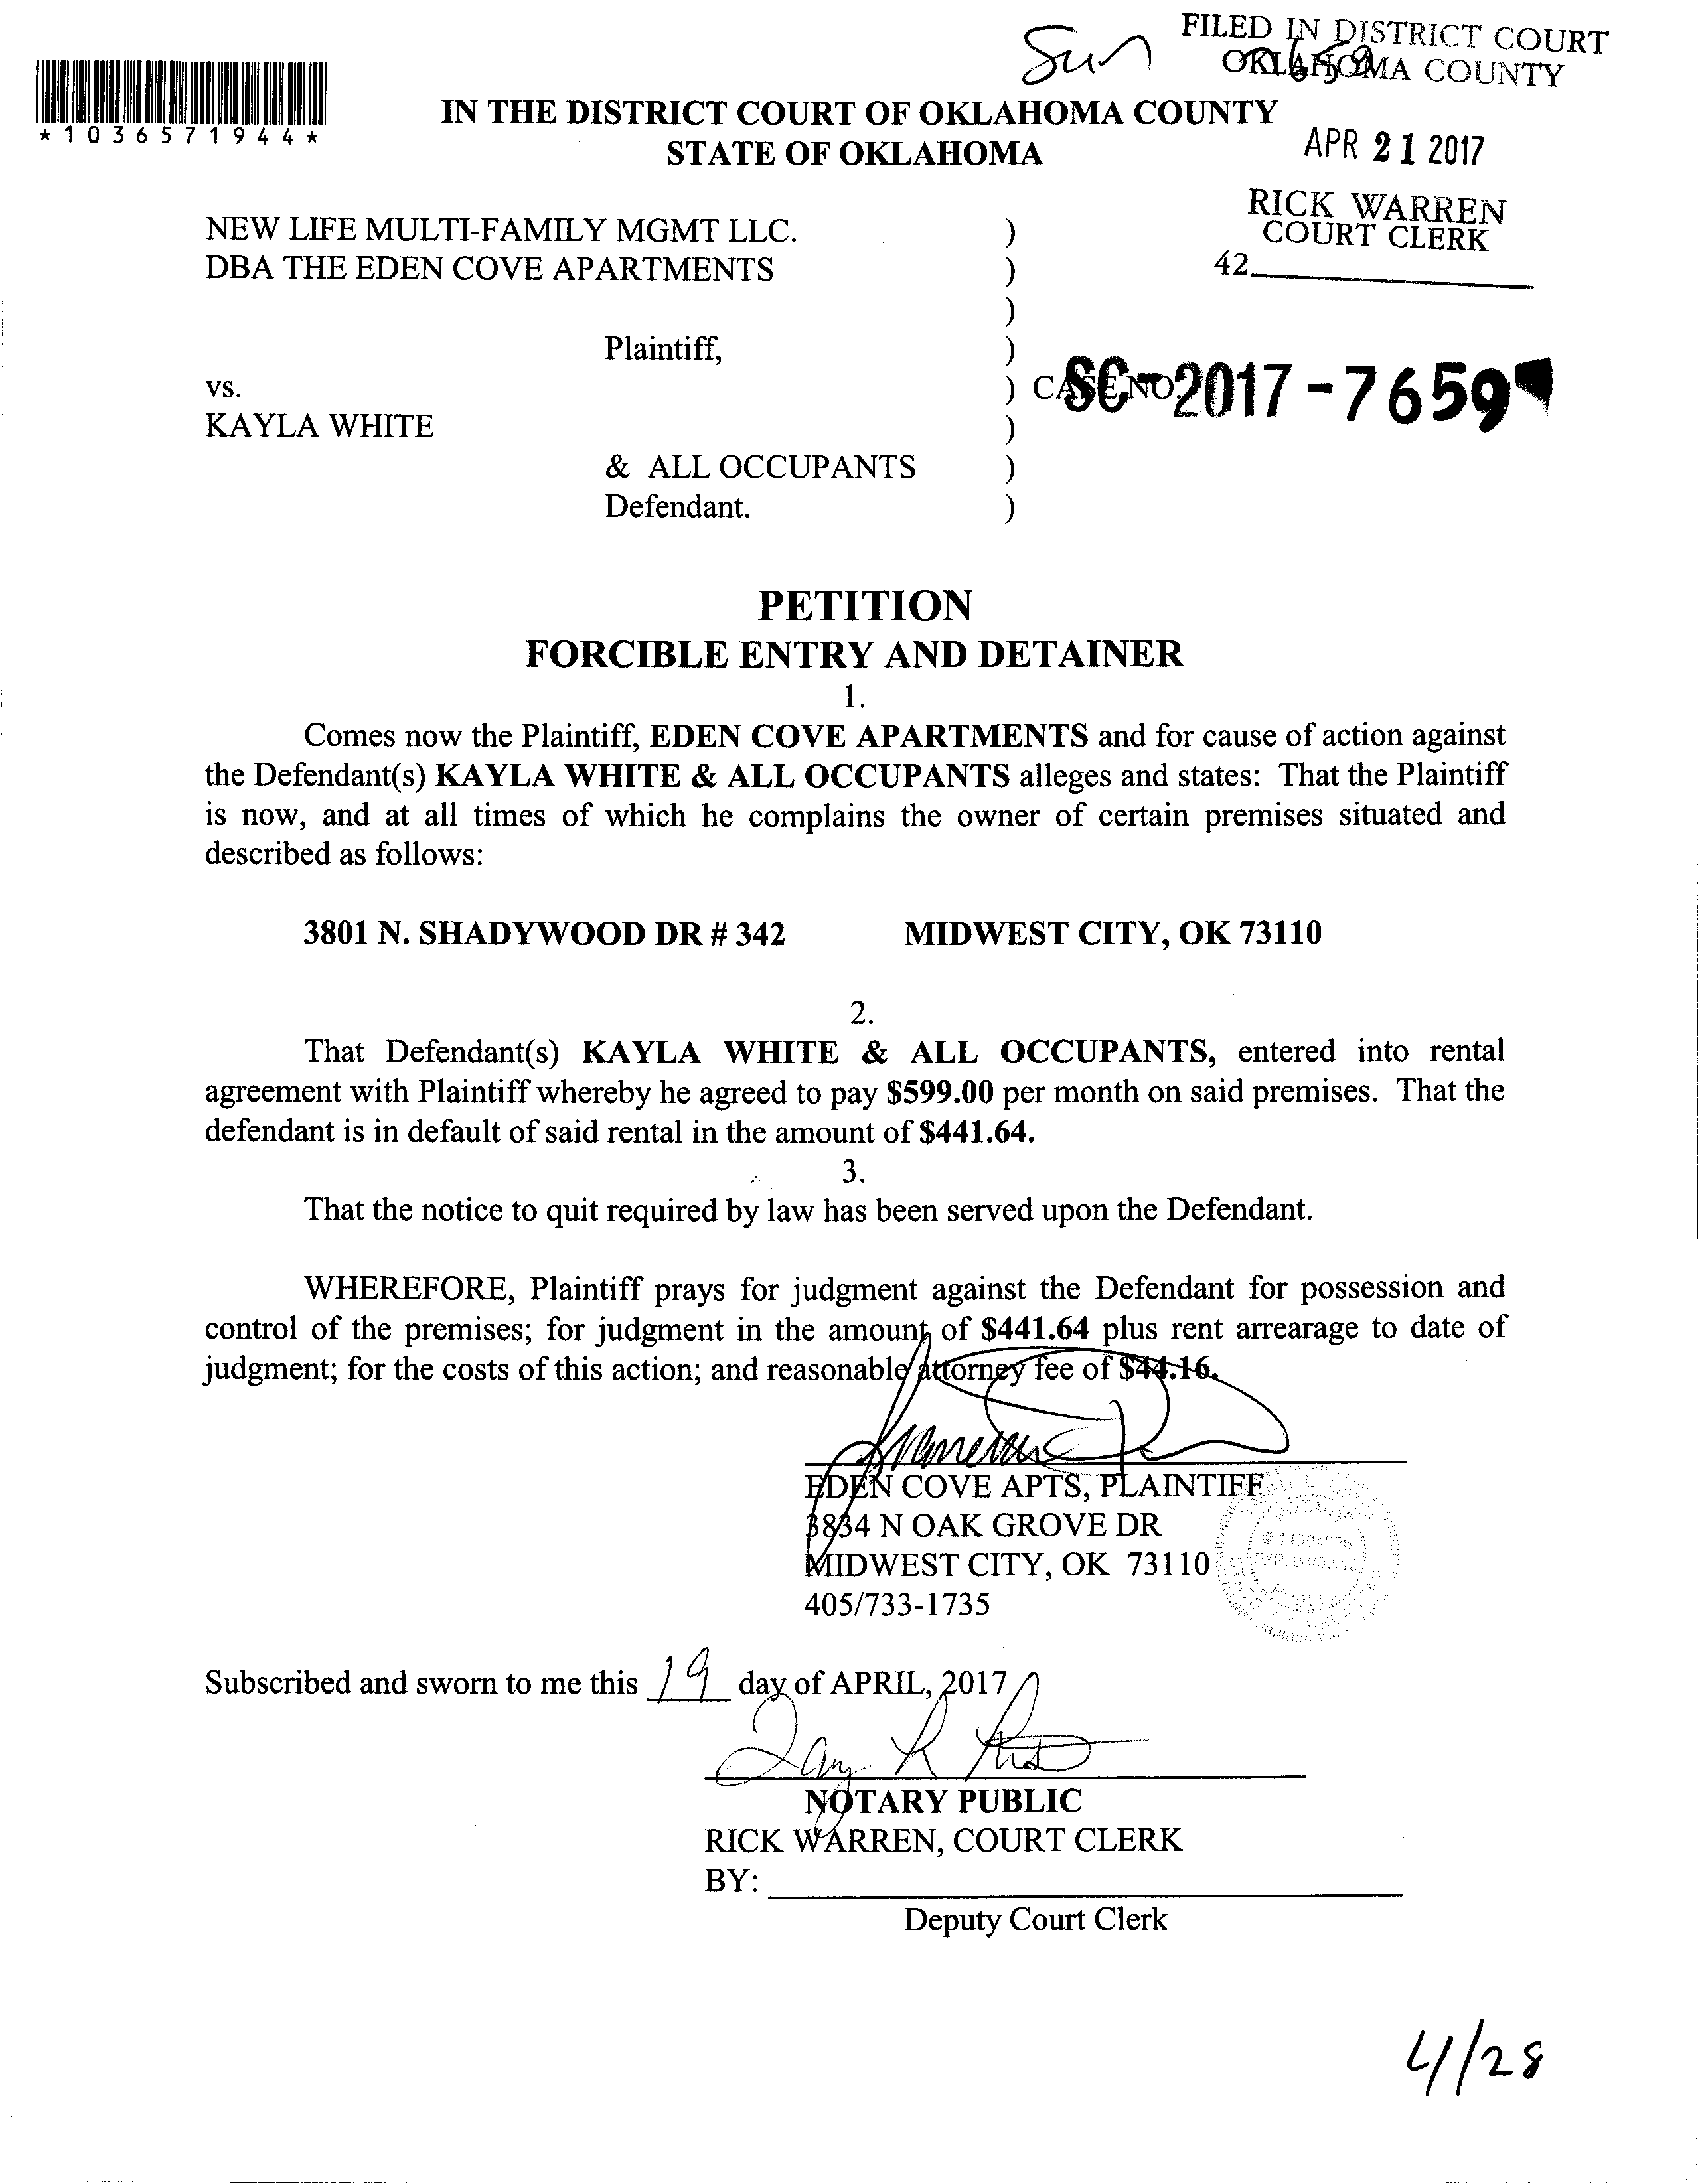 Sun
FILED IN DISTRICT COURT
OKLAHOMA COUNTY
*1036571944*
IN THE DISTRICT COURT OF OKLAHOMA COUNTY
STATE OF OKLAHOMA
APR 21 2017
RICK WARREN
COURT CLERK
42
NEW LIFE MULTI-FAMILY MGMT LLC. )
DBA THE EDEN COVE APARTMENTS )
)
Plaintiff, )
vs. ) CASE NO. SC-2017-7659
KAYLA WHITE )
& ALL OCCUPANTS )
Defendant. )
PETITION
FORCIBLE ENTRY AND DETAINER
1.
Comes now the Plaintiff, EDEN COVE APARTMENTS and for cause of action against
the Defendant(s) KAYLA WHITE & ALL OCCUPANTS alleges and states: That the Plaintiff
is now, and at all times of which he complains the owner of certain premises situated and
described as follows:
3801 N. SHADYWOOD DR # 342 MIDWEST CITY, OK 73110
2.
That Defendant(s) KAYLA WHITE & ALL OCCUPANTS, entered into rental
agreement with Plaintiff whereby he agreed to pay $599.00 per month on said premises. That the
defendant is in default of said rental in the amount of $441.64.
3.
That the notice to quit required by law has been served upon the Defendant.
WHEREFORE, Plaintiff prays for judgment against the Defendant for possession and
control of the premises; for judgment in the amount of $441.64 plus rent arrearage to date of
judgment; for the costs of this action; and reasonable attorney fee of $44.16.
EDEN COVE APTS, PLAINTIFF
3834 N OAK GROVE DR
MIDWEST CITY, OK 73110
405/733-1735
Subscribed and sworn to me this 19 day of APRIL, 2017
NOTARY PUBLIC
RICK WARREN, COURT CLERK
BY:
Deputy Court Clerk
4/28